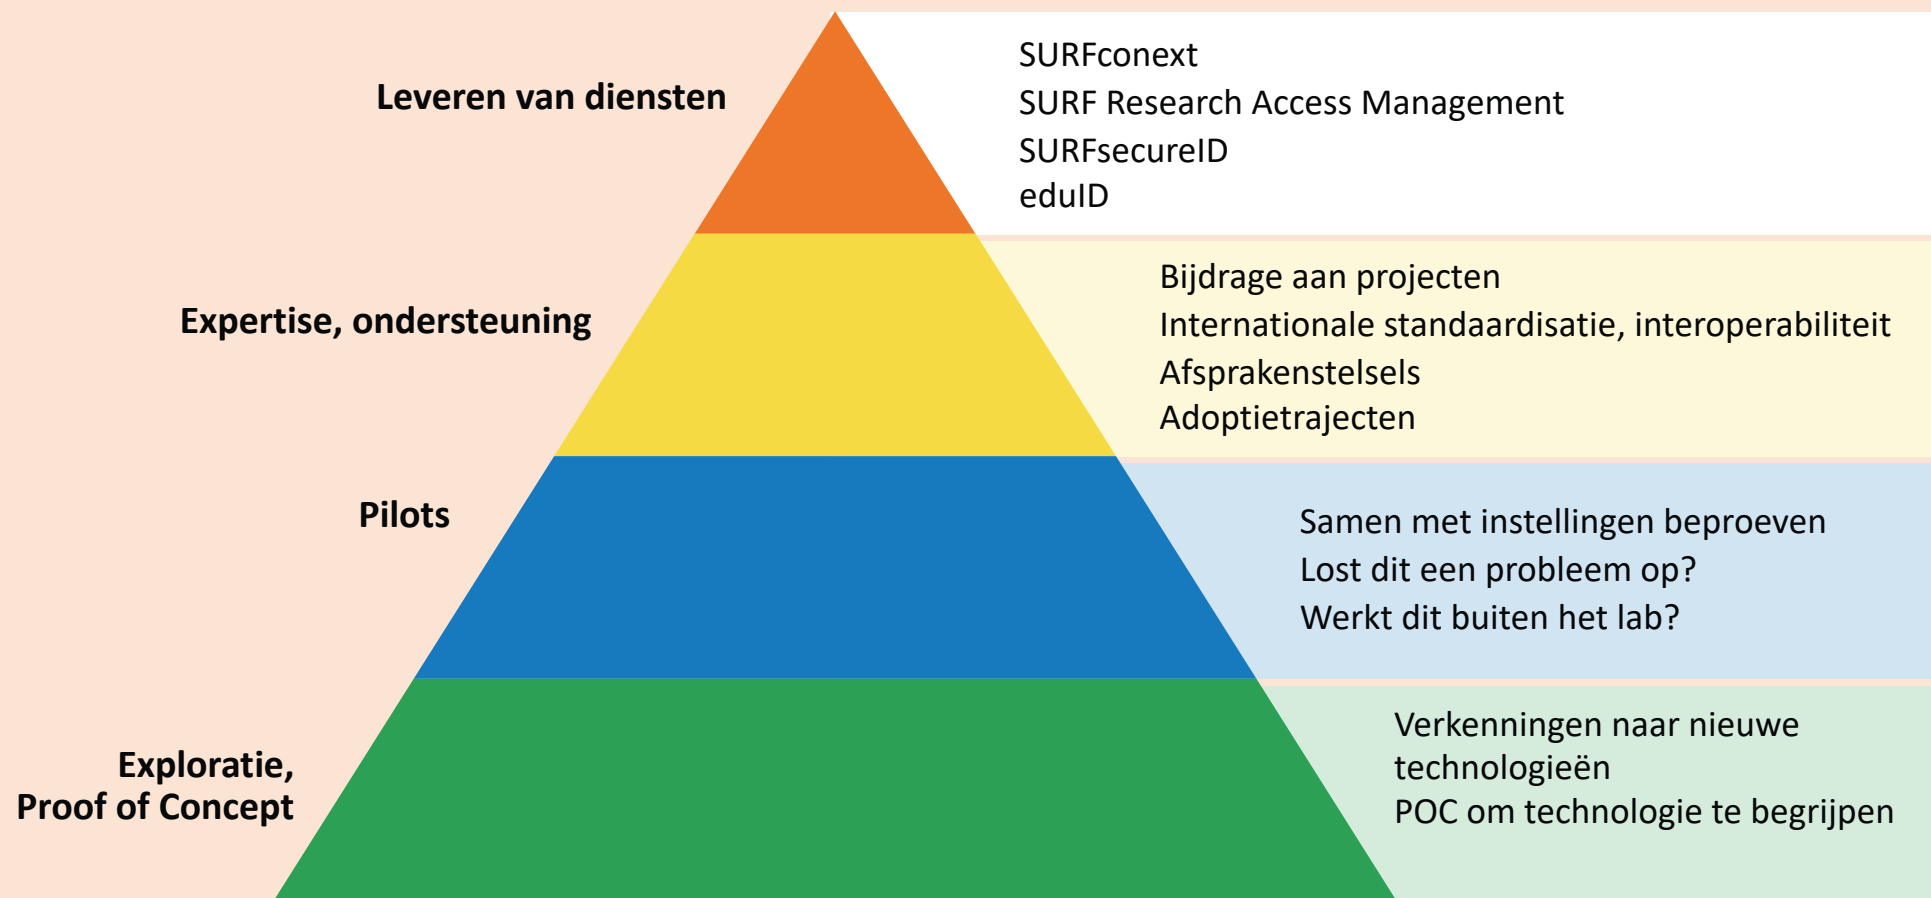 Leveren van diensten
SURFconext
SURF Research Access Management
SURFsecureID
eduID
Expertise, ondersteuning
Bijdrage aan projecten
Internationale standaardisatie, interoperabiliteit
Afsprakenstelsels
Adoptietrajecten
Pilots
Samen met instellingen beproeven
Lost dit een probleem op?
Werkt dit buiten het lab?
Exploratie,
Proof of Concept
Verkenningen naar nieuwe
technologieën
POC om technologie te begrijpen